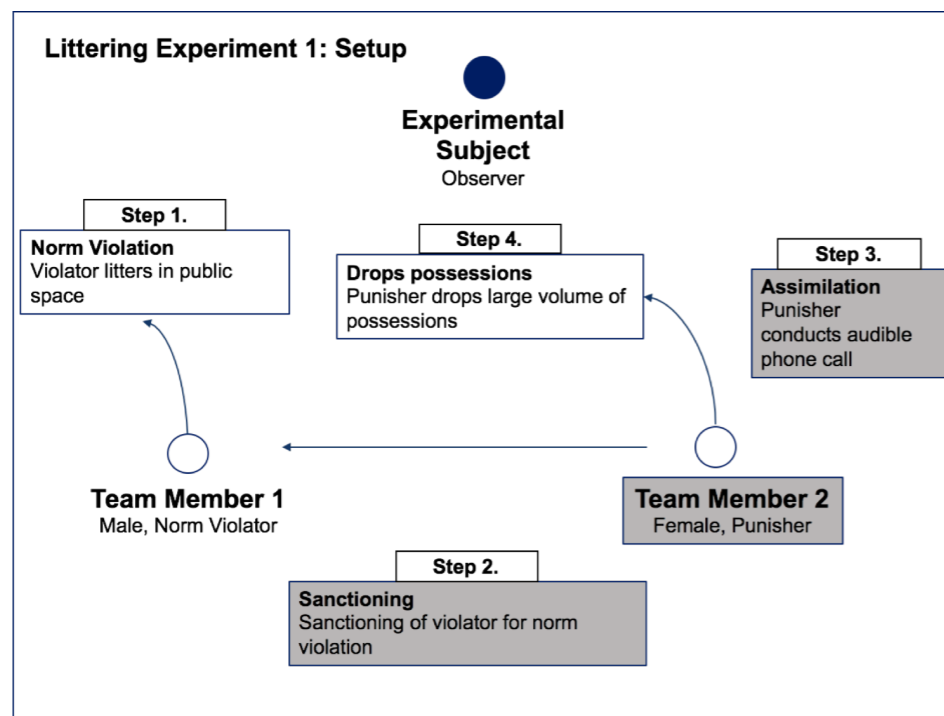 Littering Experiment 1: Setup
Experimental
Subject
Observer
Step 1.
Norm Violation
Violator litters in public
space
Step 4.
Drops possessions
Punisher drops large volume of
possessions
Step 3.
Assimilation
Punisher
conducts audible
phone call
Team Member 1
Male, Norm Violator
Team Member 2
Female, Punisher
Step 2.
Sanctioning
Sanctioning of violator for norm
violation